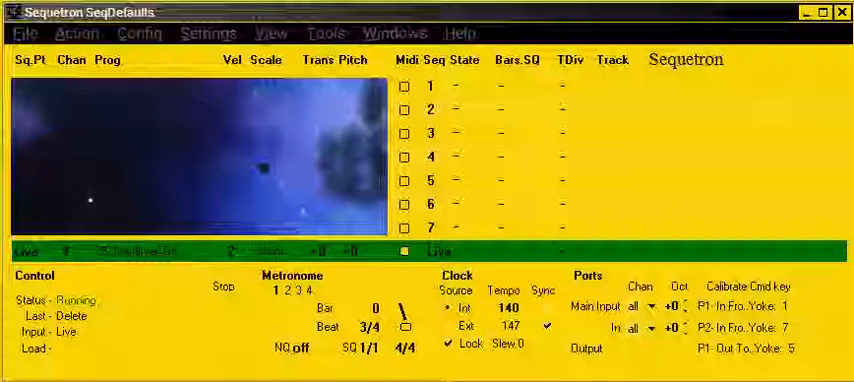 Sequetron SeqDefaults
File Action Config Settings View Tools Windows Help
Sq.Pt Chan Prog Vel Scale Trans Pitch Midi Seq State Bars.SQ TDiv Track Sequetron
1 - - -
2 - - -
3 - - -
4 - - -
5 - - -
6 - - -
7 - - -
Live 2 -0 -0 Live -
Control Stop Metronome Clock Ports
1 2 3 4 Source Tempo Sync Chan Oct Calibrate Cmd key
Status - Running Bar 0 Int 140 Main Input all +0 P1- In Fro..Yoke: 1
Last - Delete Beat 3/4 Ext 147 In all +0 P2- In Fro..Yoke: 7
Input - Live NQ off SQ 1/1 4/4 Lock Slew 0 Output P1- Out To..Yoke: 5
Load -